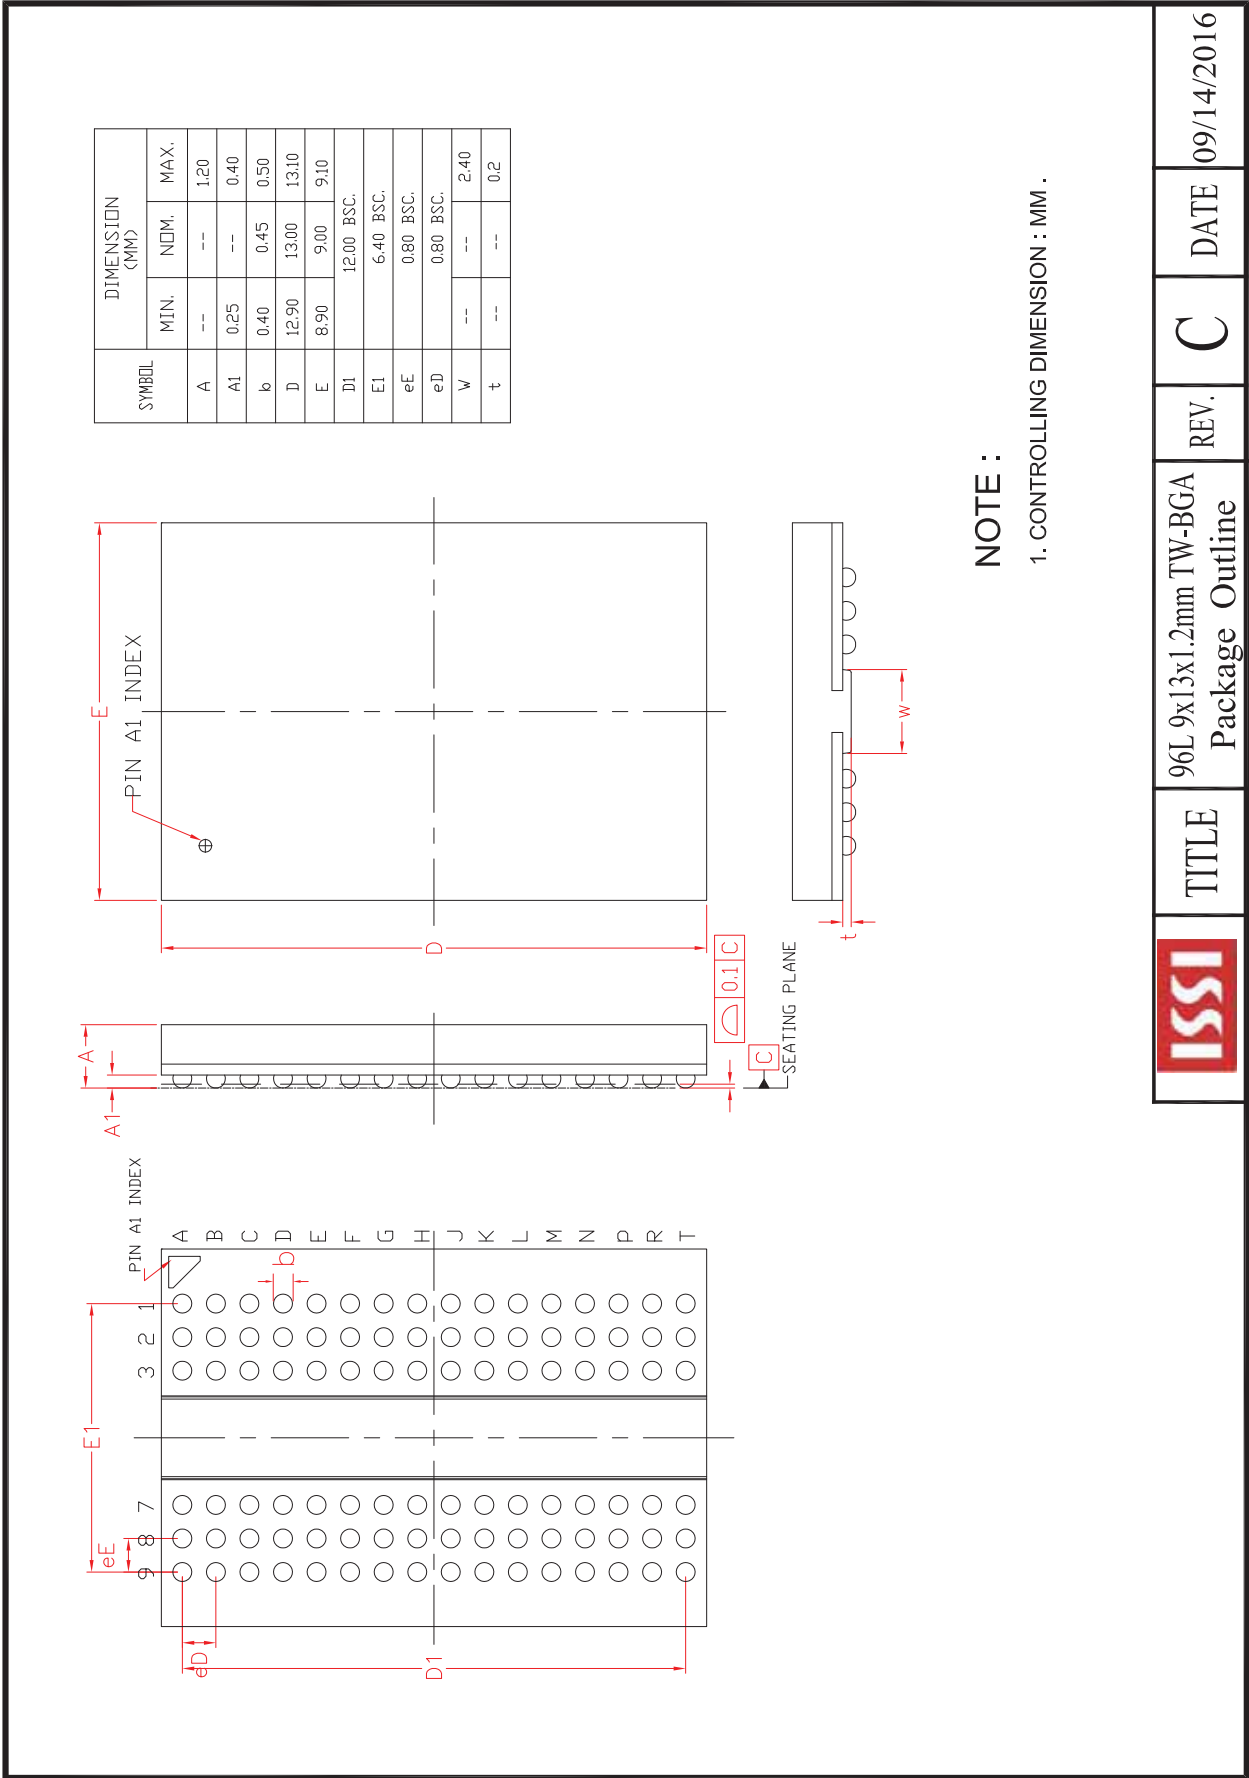 SYMBOL DIMENSION (MM)
MIN. NOM. MAX.
A -- -- 1.20
A1 0.25 -- 0.40
b 0.40 0.45 0.50
D 12.90 13.00 13.10
E 8.90 9.00 9.10
D1 12.00 BSC.
E1 6.40 BSC.
eE 0.80 BSC.
eD 0.80 BSC.
W -- -- 2.40
t -- -- 0.2
E1
eE
9 8 7 3 2 1
PIN A1 INDEX
A
B
C
D
E
F
G
H
J
K
L
M
N
P
R
T
b
eD
D1
A1
A
0.1 C
C
SEATING PLANE
E
PIN A1 INDEX
D
t
W
NOTE :
1. CONTROLLING DIMENSION : MM .
ISSI
TITLE
96L 9x13x1.2mm TW-BGA
Package Outline
REV.
C
DATE
09/14/2016